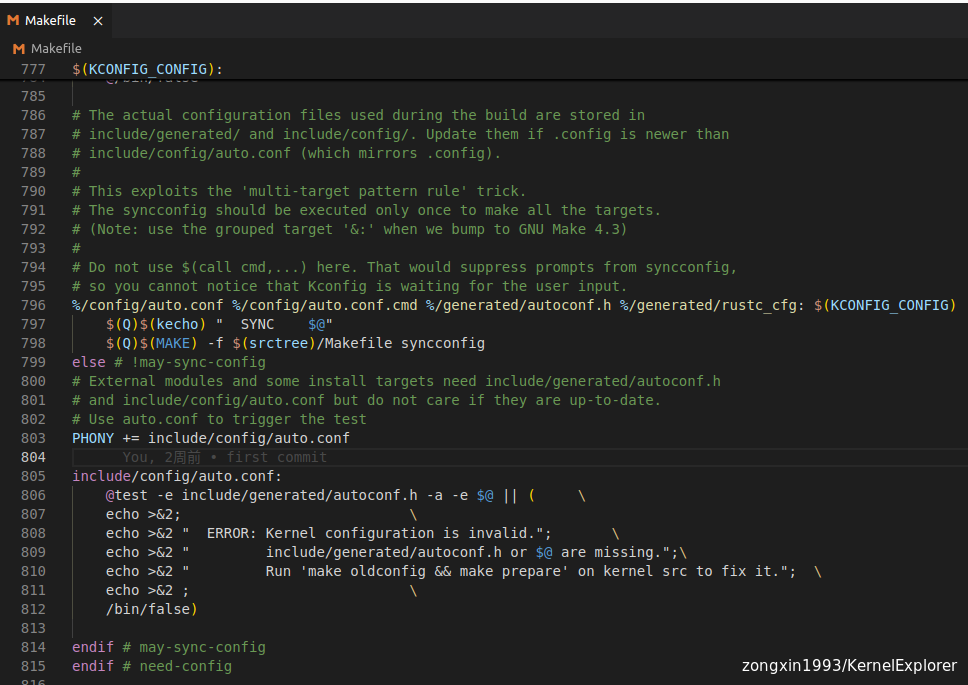 Makefile ×
Makefile
777 $(KCONFIG_CONFIG):
785
786 # The actual configuration files used during the build are stored in
787 # include/generated/ and include/config/. Update them if .config is newer than
788 # include/config/auto.conf (which mirrors .config).
789 #
790 # This exploits the 'multi-target pattern rule' trick.
791 # The syncconfig should be executed only once to make all the targets.
792 # (Note: use the grouped target '&:' when we bump to GNU Make 4.3)
793 #
794 # Do not use $(call cmd,...) here. That would suppress prompts from syncconfig,
795 # so you cannot notice that Kconfig is waiting for the user input.
796 %/config/auto.conf %/config/auto.conf.cmd %/generated/autoconf.h %/generated/rustc_cfg: $(KCONFIG_CONFIG)
797     $(Q)$(kecho) "  SYNC    $@"
798     $(Q)$(MAKE) -f $(srctree)/Makefile syncconfig
799 else # !may-sync-config
800 # External modules and some install targets need include/generated/autoconf.h
801 # and include/config/auto.conf but do not care if they are up-to-date.
802 # Use auto.conf to trigger the test
803 PHONY += include/config/auto.conf
804       You, 2周前 • first commit
805 include/config/auto.conf:
806     @test -e include/generated/autoconf.h -a -e $@ || (     \
807     echo >&2;                           \
808     echo >&2 "  ERROR: Kernel configuration is invalid.";       \
809     echo >&2 "         include/generated/autoconf.h or $@ are missing.";\
810     echo >&2 "         Run 'make oldconfig && make prepare' on kernel src to fix it.";  \
811     echo >&2 ;                          \
812     /bin/false)
813
814 endif # may-sync-config
815 endif # need-config
zongxin1993/KernelExplorer